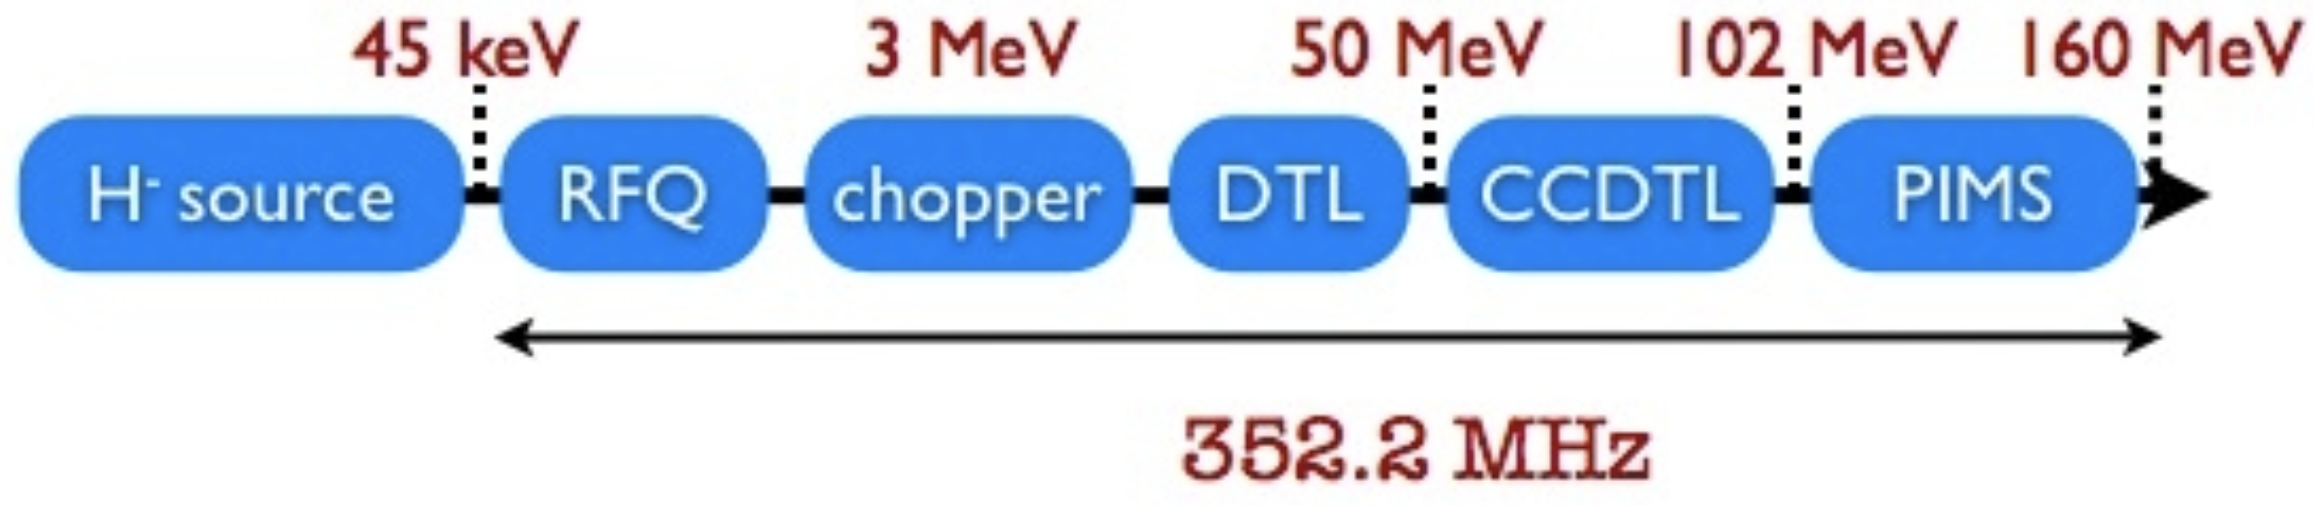 45 keV 3 MeV 50 MeV 102 MeV 160 MeV
H- source RFQ chopper DTL CCDTL PIMS
352.2 MHz